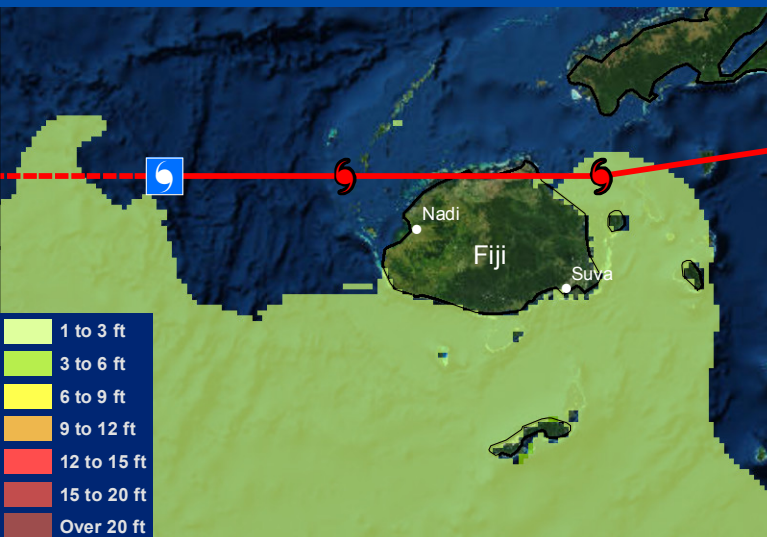 Nadi
Fiji
Suva
1 to 3 ft
3 to 6 ft
6 to 9 ft
9 to 12 ft
12 to 15 ft
15 to 20 ft
Over 20 ft